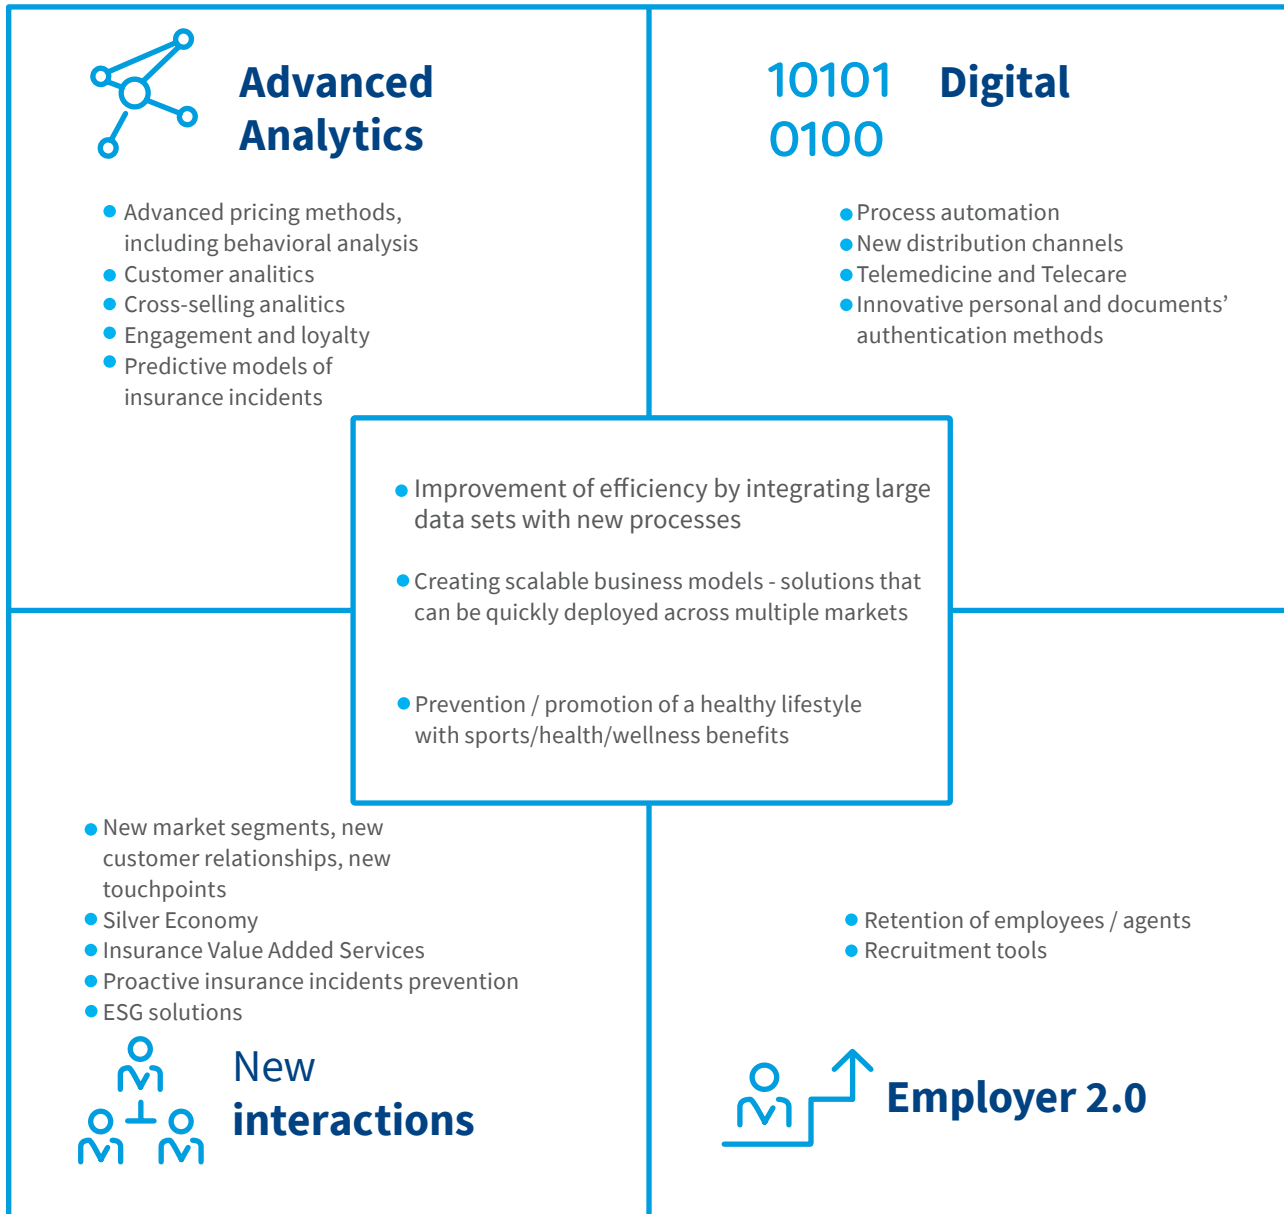 Advanced
Analytics
Advanced pricing methods,
including behavioral analysis
Customer analitics
Cross-selling analitics
Engagement and loyalty
Predictive models of
insurance incidents
10101
0100
Digital
Process automation
New distribution channels
Telemedicine and Telecare
Innovative personal and documents’
authentication methods
Improvement of efficiency by integrating large
data sets with new processes
Creating scalable business models - solutions that
can be quickly deployed across multiple markets
Prevention / promotion of a healthy lifestyle
with sports/health/wellness benefits
New market segments, new
customer relationships, new
touchpoints
Silver Economy
Insurance Value Added Services
Proactive insurance incidents prevention
ESG solutions
New
interactions
Retention of employees / agents
Recruitment tools
Employer 2.0